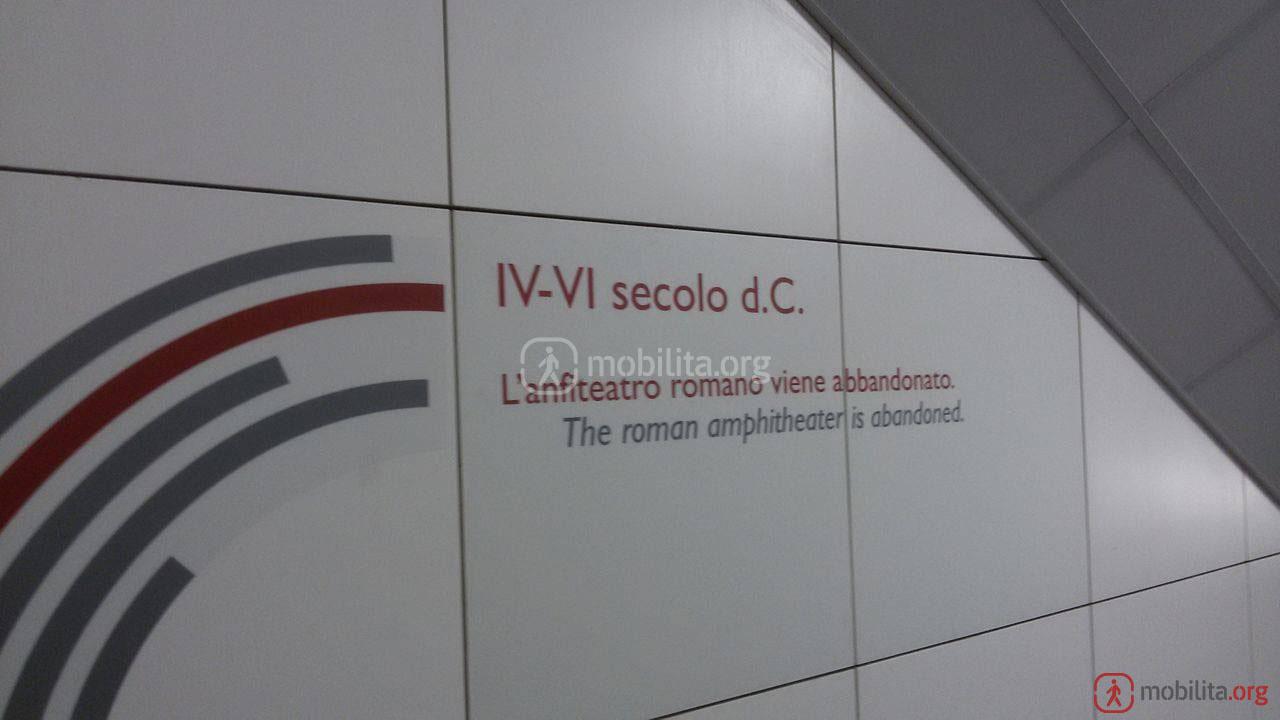 IV-VI secolo d.C.
mobilita.org
L'anfiteatro romano viene abbandonato.
The roman amphitheater is abandoned.
mobilita.org